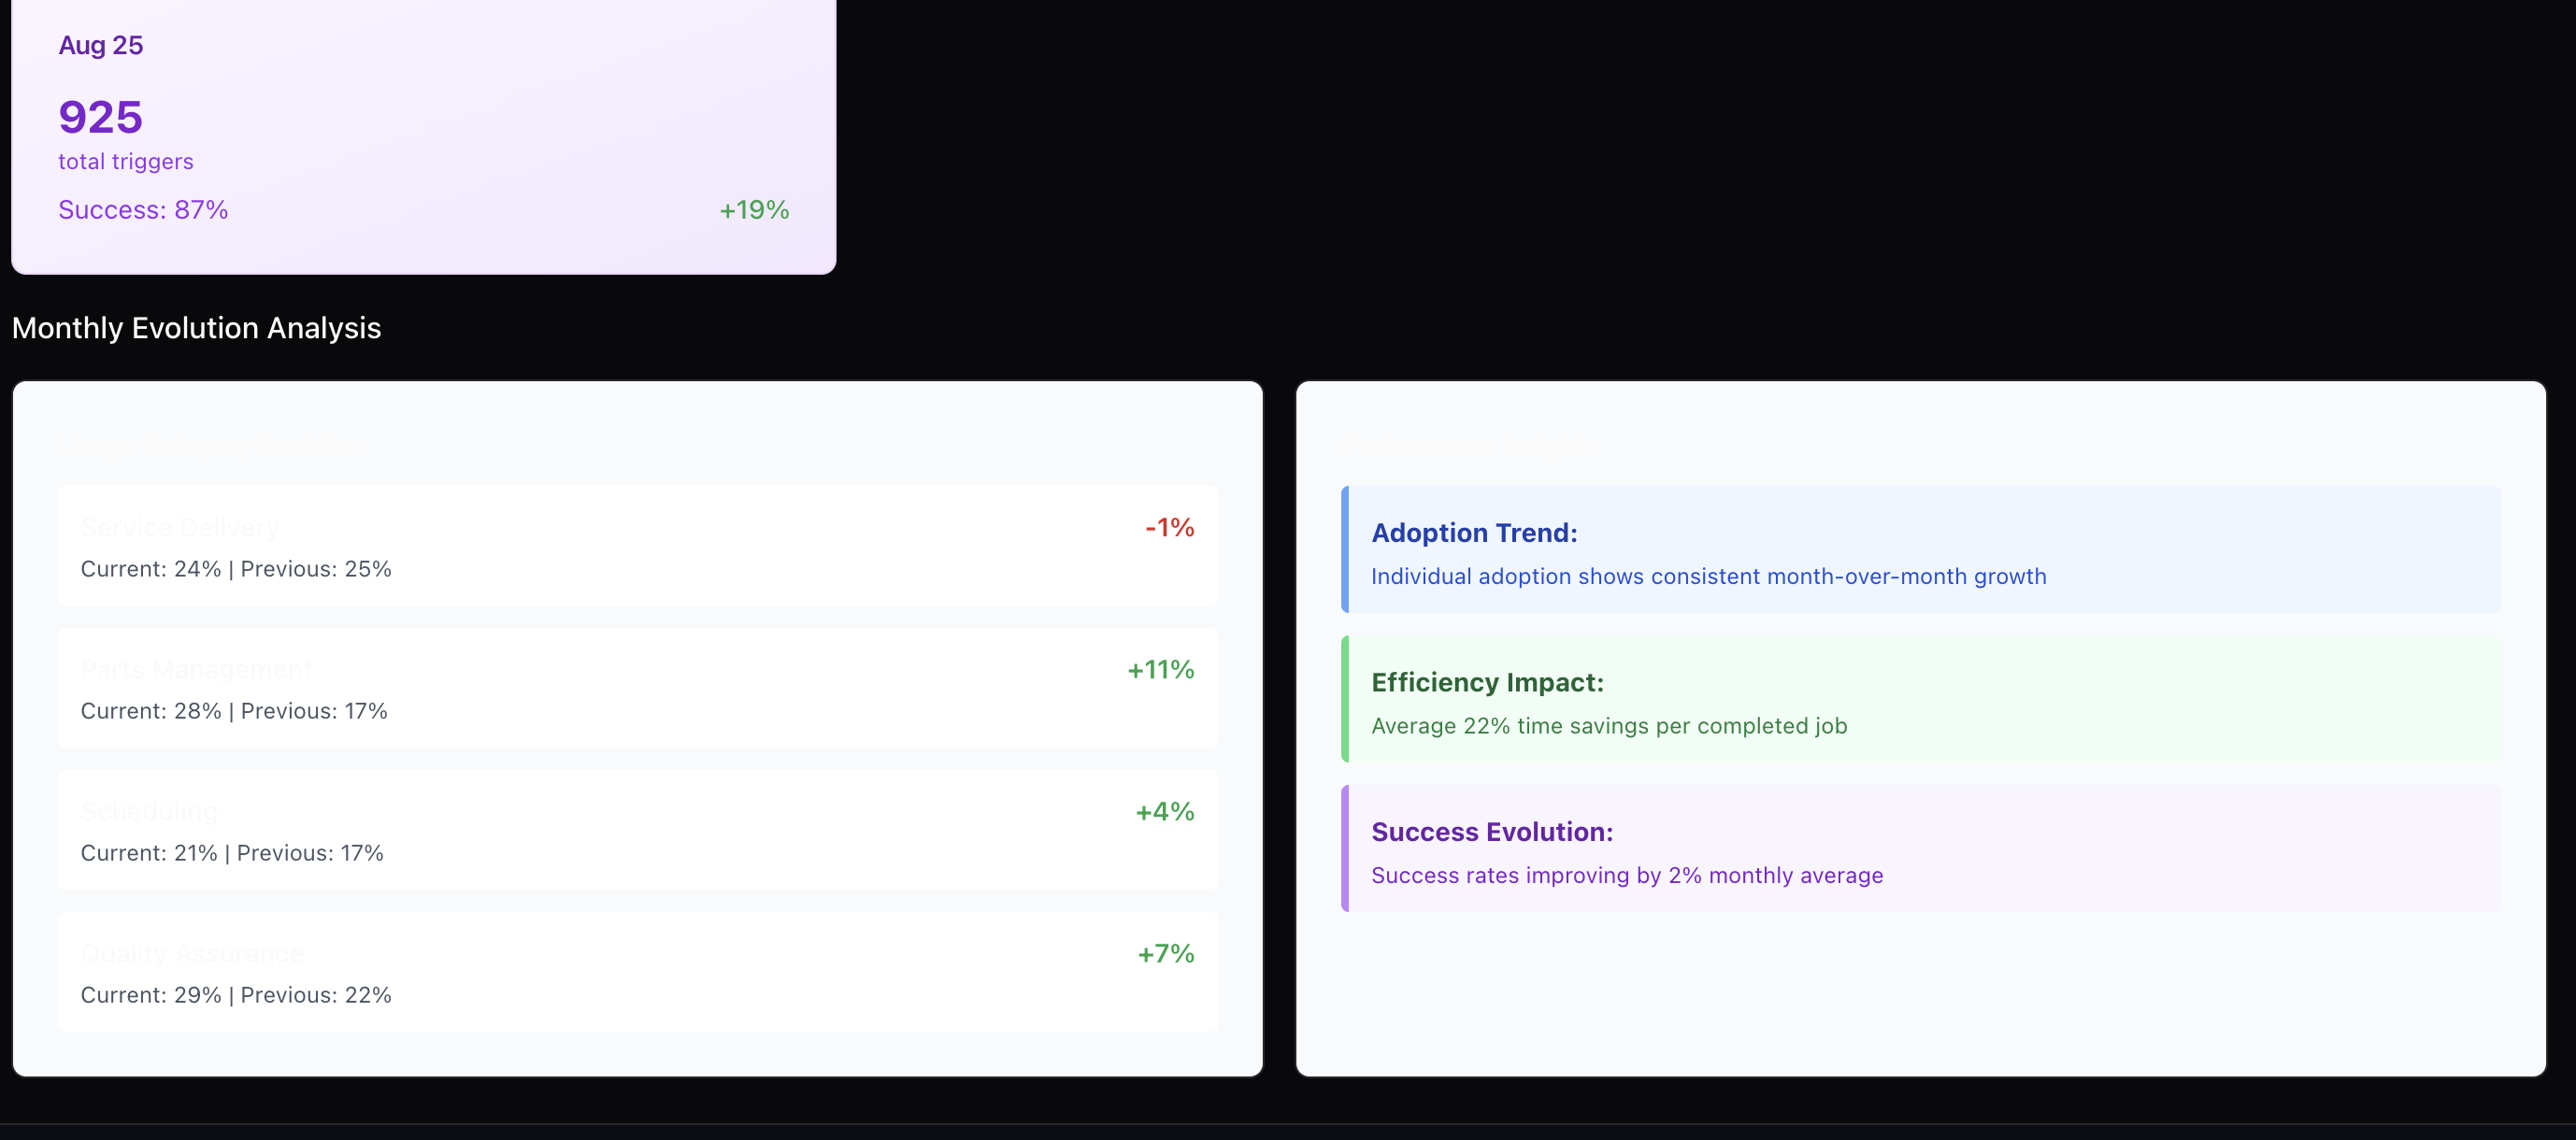 Aug 25
925
total triggers
Success: 87%
+19%
Monthly Evolution Analysis
Service Delivery
-1%
Current: 24% | Previous: 25%
Parts Management
+11%
Current: 28% | Previous: 17%
Scheduling
+4%
Current: 21% | Previous: 17%
Quality Assurance
+7%
Current: 29% | Previous: 22%
Adoption Trend:
Individual adoption shows consistent month-over-month growth
Efficiency Impact:
Average 22% time savings per completed job
Success Evolution:
Success rates improving by 2% monthly average